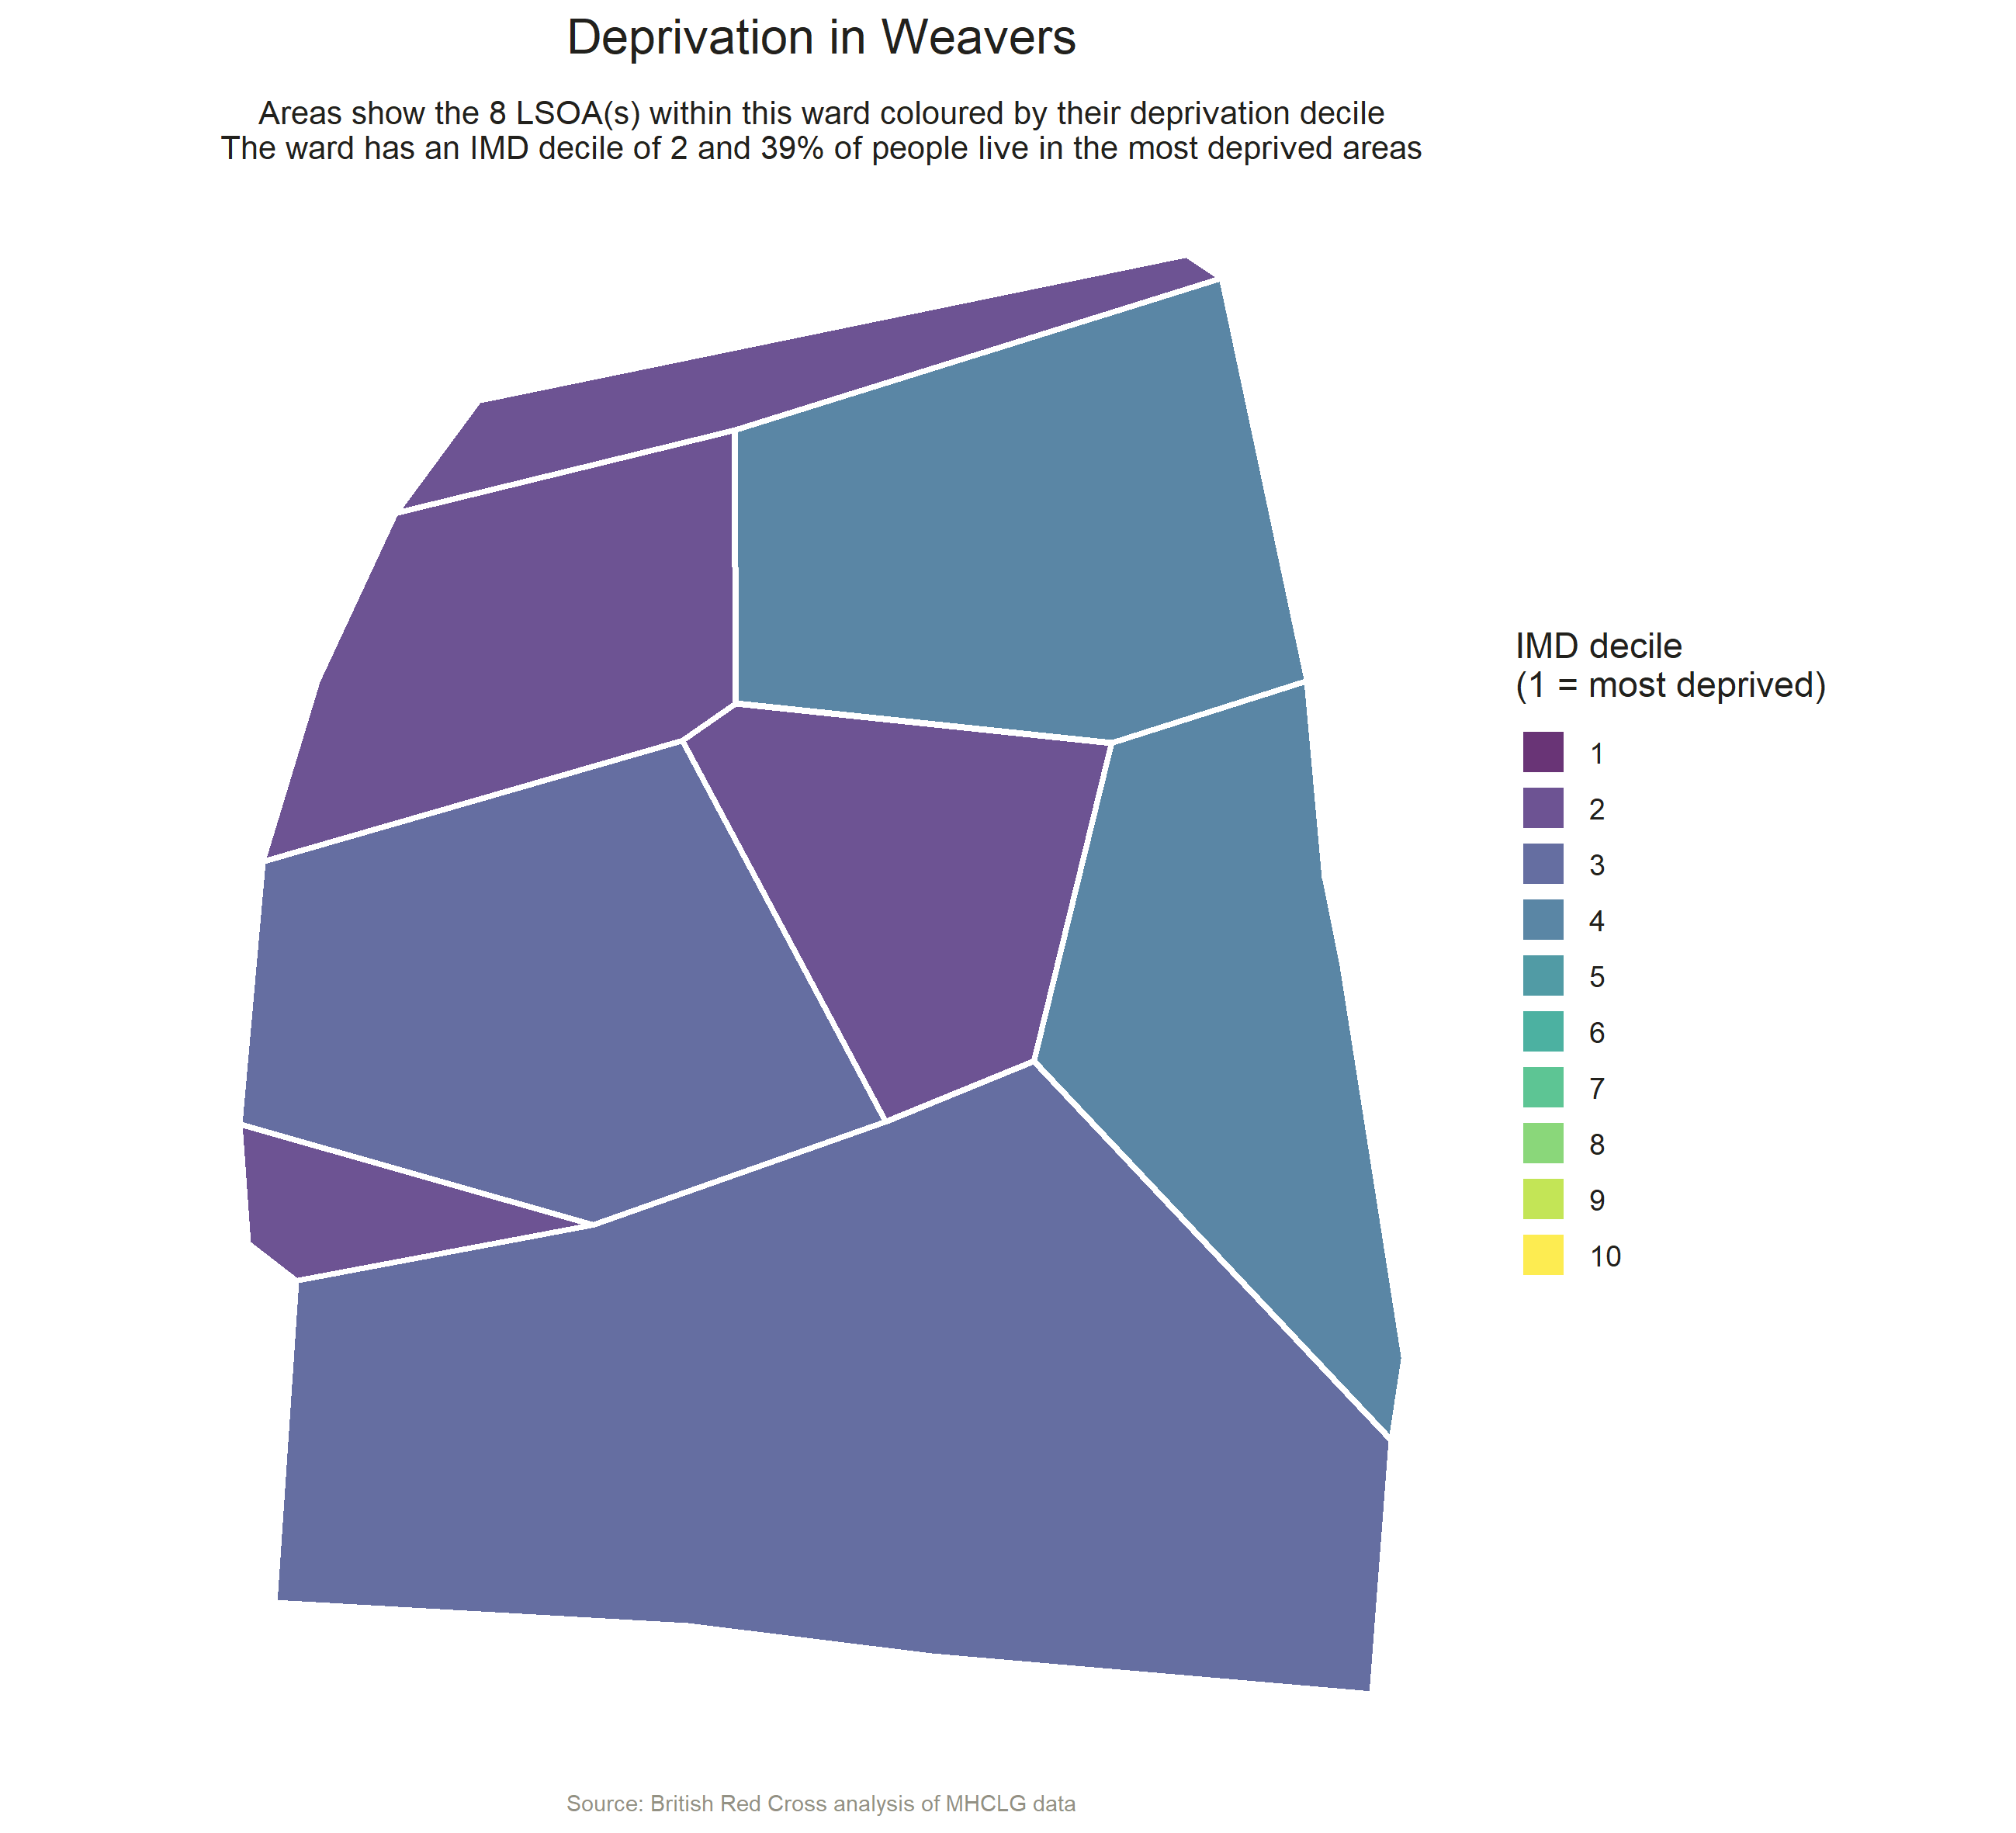 Deprivation in Weavers
Areas show the 8 LSOA(s) within this ward coloured by their deprivation decile
The ward has an IMD decile of 2 and 39% of people live in the most deprived areas
IMD decile
(1 = most deprived)
1
2
3
4
5
6
7
8
9
10
Source: British Red Cross analysis of MHCLG data